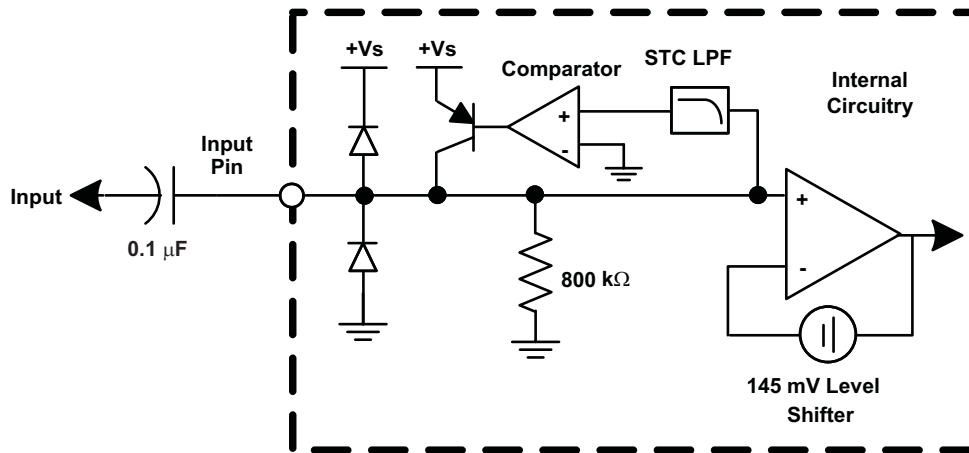 +Vs
+Vs
Comparator
STC LPF
Internal
Circuitry
+
-
Input
Pin
Input
0.1 μF
800 kΩ
+
-
145 mV Level
Shifter